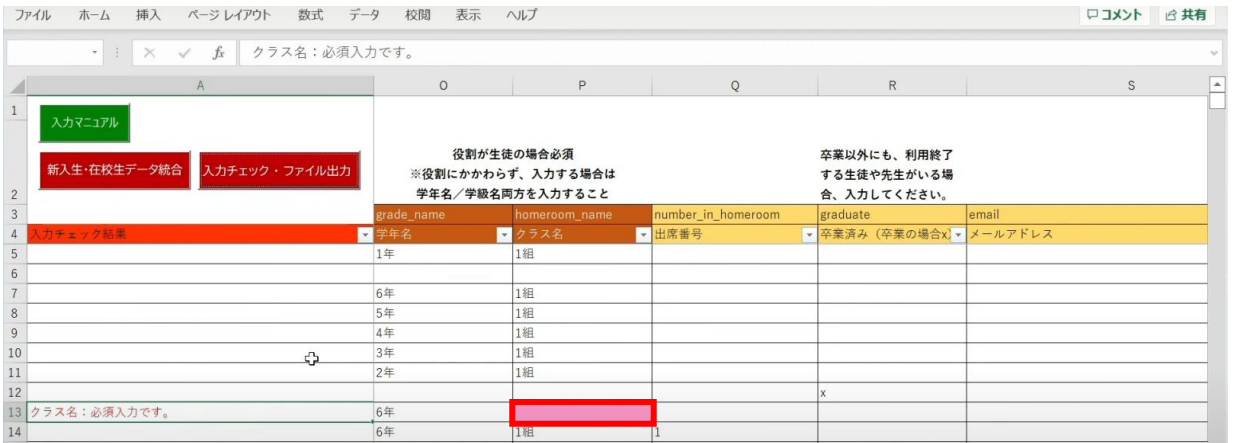 ファイル ホーム 挿入 ページ レイアウト 数式 データ 校閲 表示 ヘルプ コメント 共有
fx クラス名：必須入力です。
A O P Q R S
1
入力マニュアル
新入生・在校生データ統合 入力チェック・ファイル出力
役割が生徒の場合必須
※役割にかかわらず、入力する場合は
学年名／学級名両方を入力すること
卒業以外にも、利用終了
する生徒や先生がいる場
合、入力してください。
2
3 grade_name homeroom_name number_in_homeroom graduate email
4 入力チェック結果 学年名 クラス名 出席番号 卒業済み（卒業の場合x） メールアドレス
5 1年 1組
6
7 6年 1組
8 5年 1組
9 4年 1組
10 3年 1組
11 2年 1組
12 x
13 クラス名：必須入力です。 6年
14 6年 1組 1